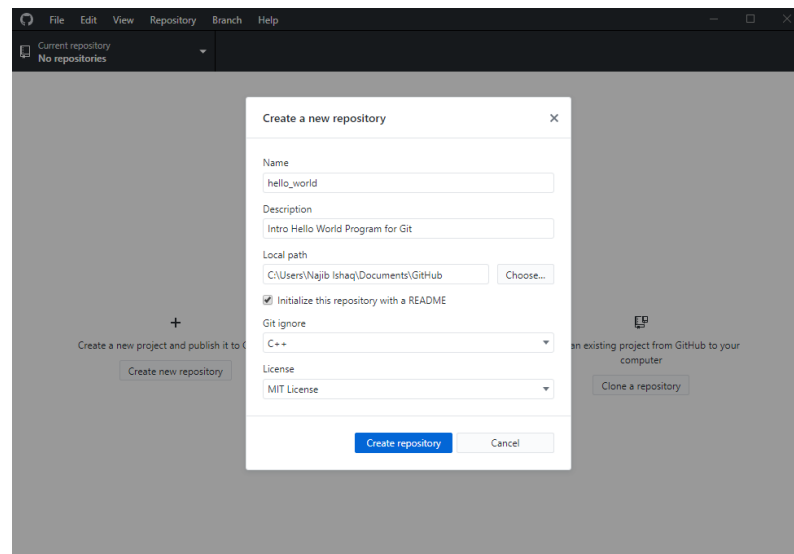 File Edit View Repository Branch Help
Current repository
No repositories
Create a new repository
Name
hello_world
Description
Intro Hello World Program for Git
Local path
C:\Users\Najib Ishaq\Documents\GitHub Choose...
Initialize this repository with a README
Git ignore
C++
License
MIT License
Create repository Cancel
Create a new project and publish it to G
Create new repository
an existing project from GitHub to your
computer
Clone a repository